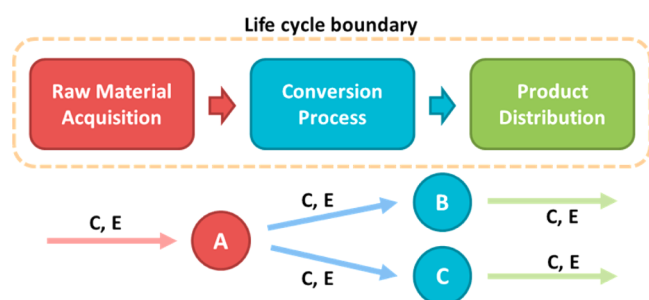 Life cycle boundary
Raw Material
Acquisition
Conversion
Process
Product
Distribution
C, E
A
C, E
C, E
B
C
C, E
C, E